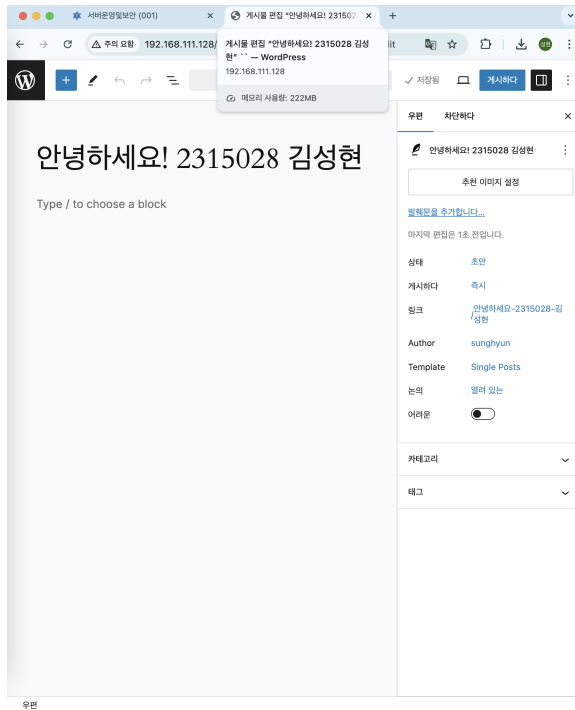 서버운영및보안 (001)
게시물 편집 "안녕하세요! 23150
주의 요함 192.168.111.128/
게시물 편집 "안녕하세요! 2315028 김성
현" `` — WordPress
192.168.111.128
메모리 사용량: 222MB
저장됨
게시하다
안녕하세요! 2315028 김성현
Type / to choose a block
우편 차단하다
안녕하세요! 2315028 김성현
추천 이미지 설정
발췌문을 추가합니다...
마지막 편집은 1초 전입니다.
상태 초안
게시하다 즉시
링크 /안녕하세요-2315028-김
성현
Author sunghyun
Template Single Posts
논의 열려 있는
어려운
카테고리
태그
우편